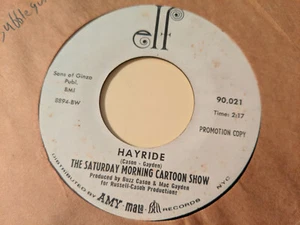 elf
Sons of Ginza
Publ.
BMI
8894-BW
90,021
Time: 2:17
PROMOTION COPY
HAYRIDE
(Cason - Gayden)
THE SATURDAY MORNING CARTOON SHOW
Produced by Buzz Cason & Mac Gayden
for Russell-Cason Productions
DISTRIBUTED BY AMY-mala-Bell RECORDS NYC